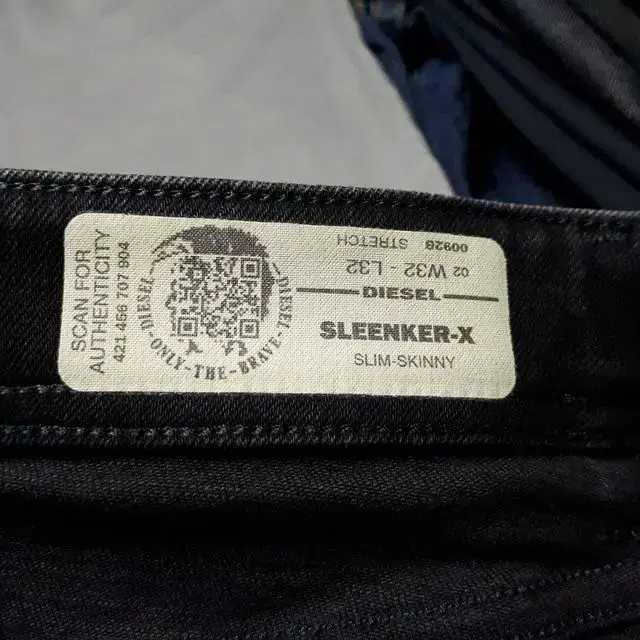 SCAN FOR
AUTHENTICITY
421 456 707 904
DIESEL
ONLY-THE-BRAVE
DIESEL
00928
STRETCH
02 W32 - L32
DIESEL
SLEENKER-X
SLIM-SKINNY